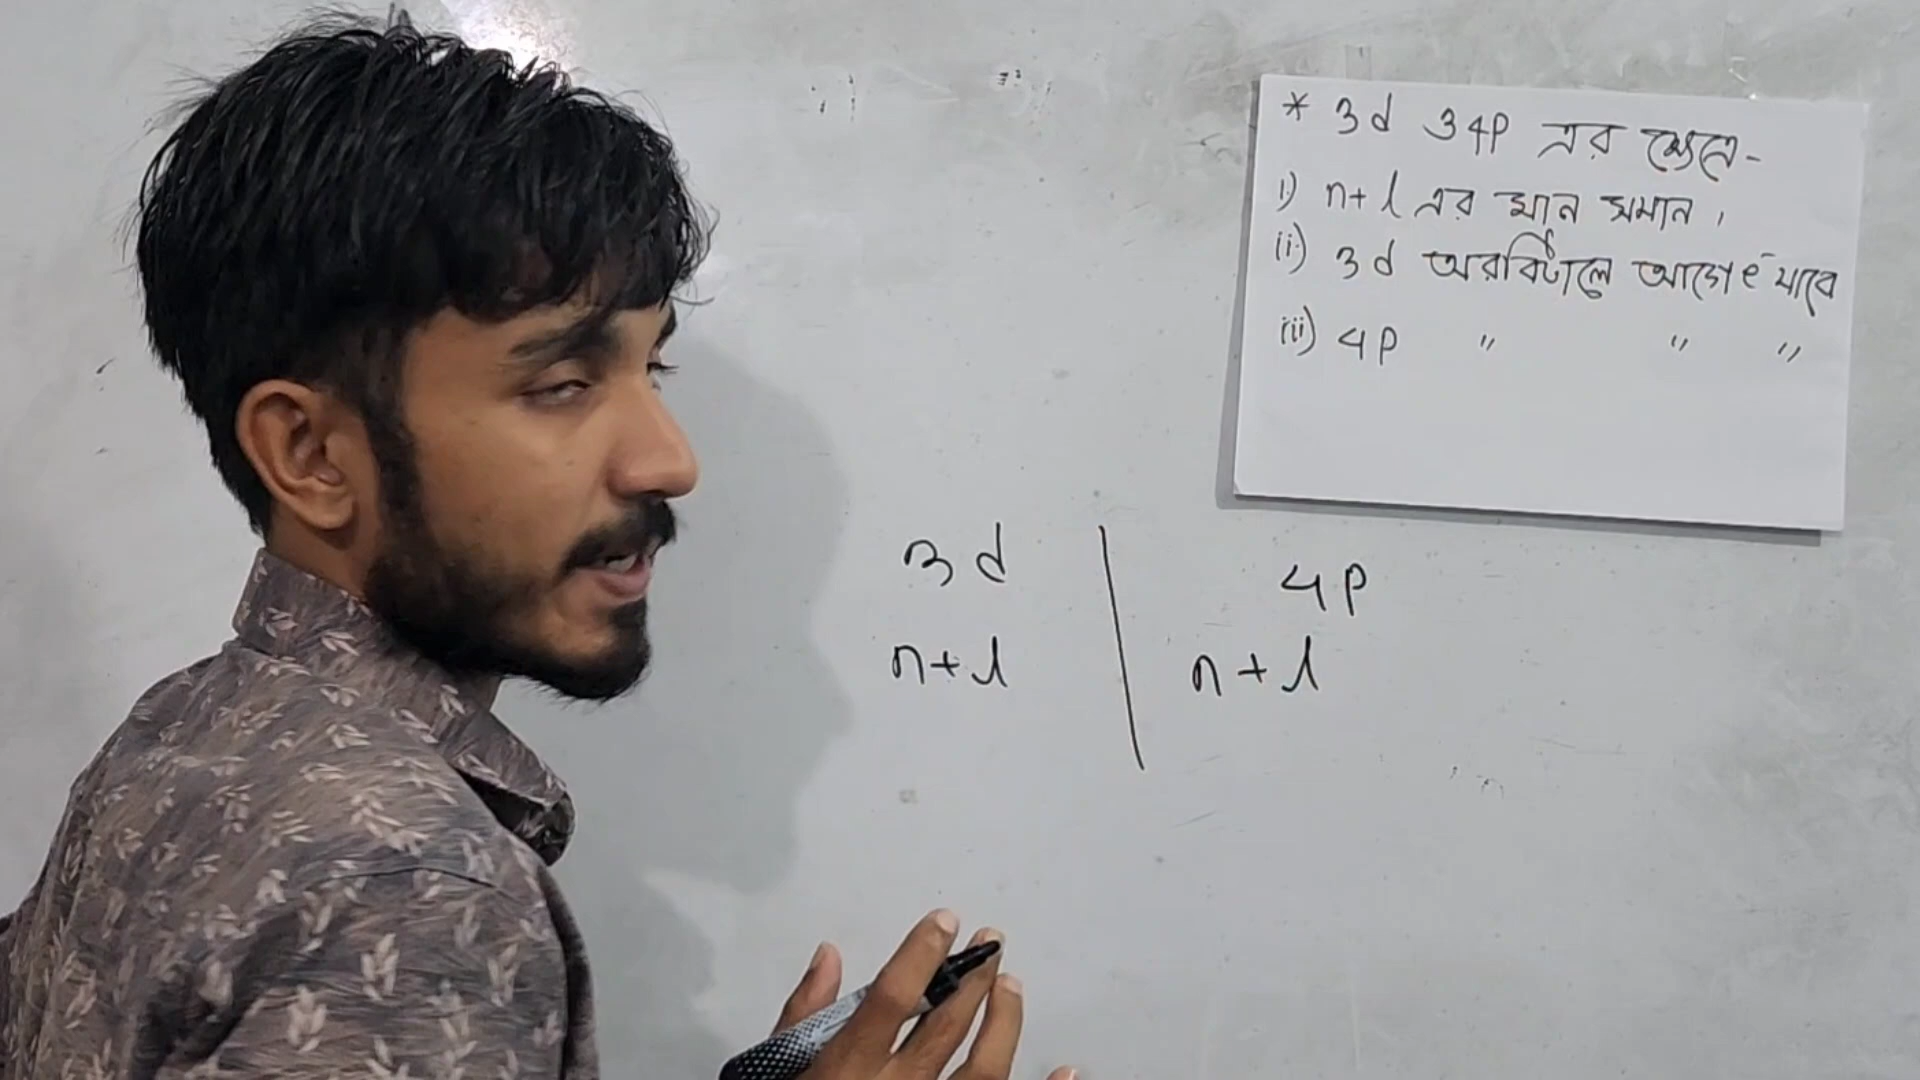 * 3d ও 4p এর ক্ষেত্রে-
i) n+l এর মান সমান।
ii) 3d অরবিটালে আগে e⁻ যাবে
iii) 4p " " "
3d 4p
n+l n+l